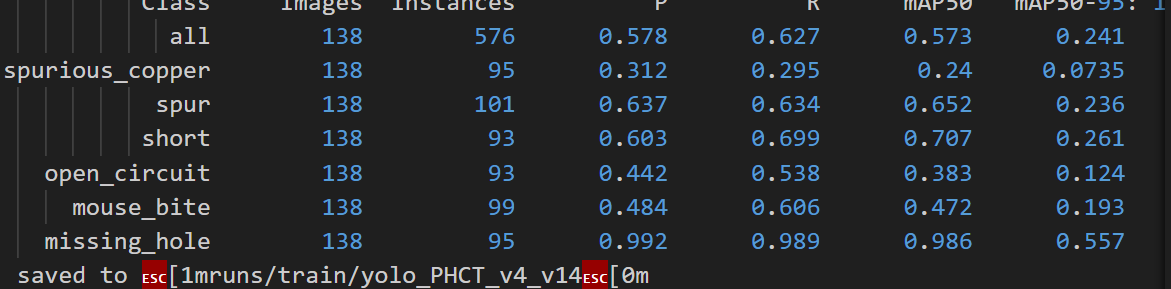 Class Images Instances P R mAP50 mAP50-95: 1
all 138 576 0.578 0.627 0.573 0.241
spurious_copper 138 95 0.312 0.295 0.24 0.0735
spur 138 101 0.637 0.634 0.652 0.236
short 138 93 0.603 0.699 0.707 0.261
open_circuit 138 93 0.442 0.538 0.383 0.124
mouse_bite 138 99 0.484 0.606 0.472 0.193
missing_hole 138 95 0.992 0.989 0.986 0.557
saved to ESC[1mruns/train/yolo_PHCT_v4_v14ESC[0m